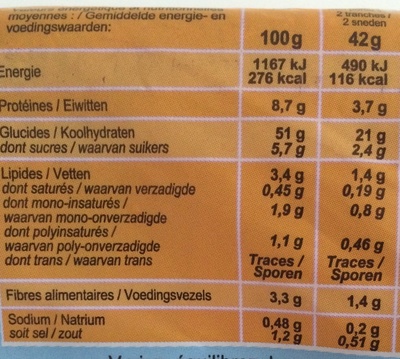 moyennes : / Gemiddelde energie- en
voedingswaarden:
100g
2 tranches /
2 sneden
42g
Energie
1167 kJ
490 kJ
276 kcal
116 kcal
Protéines / Eiwitten
8,7 g
3,7 g
Glucides / Koolhydraten
51 g
21 g
dont sucres / waarvan suikers
5,7 g
2,4 g
Lipides / Vetten
3,4 g
1,4 g
dont saturés / waarvan verzadigde
0,45 g
0,19 g
dont mono-insaturés /
waarvan mono-onverzadigde
1,9 g
0,8 g
dont polyinsaturés /
waarvan poly-onverzadigde
1,1 g
0,46 g
dont trans / waarvan trans
Traces /
Sporen
Traces /
Sporen
Fibres alimentaires / Voedingsvezels
3,3 g
1,4 g
Sodium / Natrium
0,48 g
0,2 g
soit sel / zout
1,2 g
0,51 g